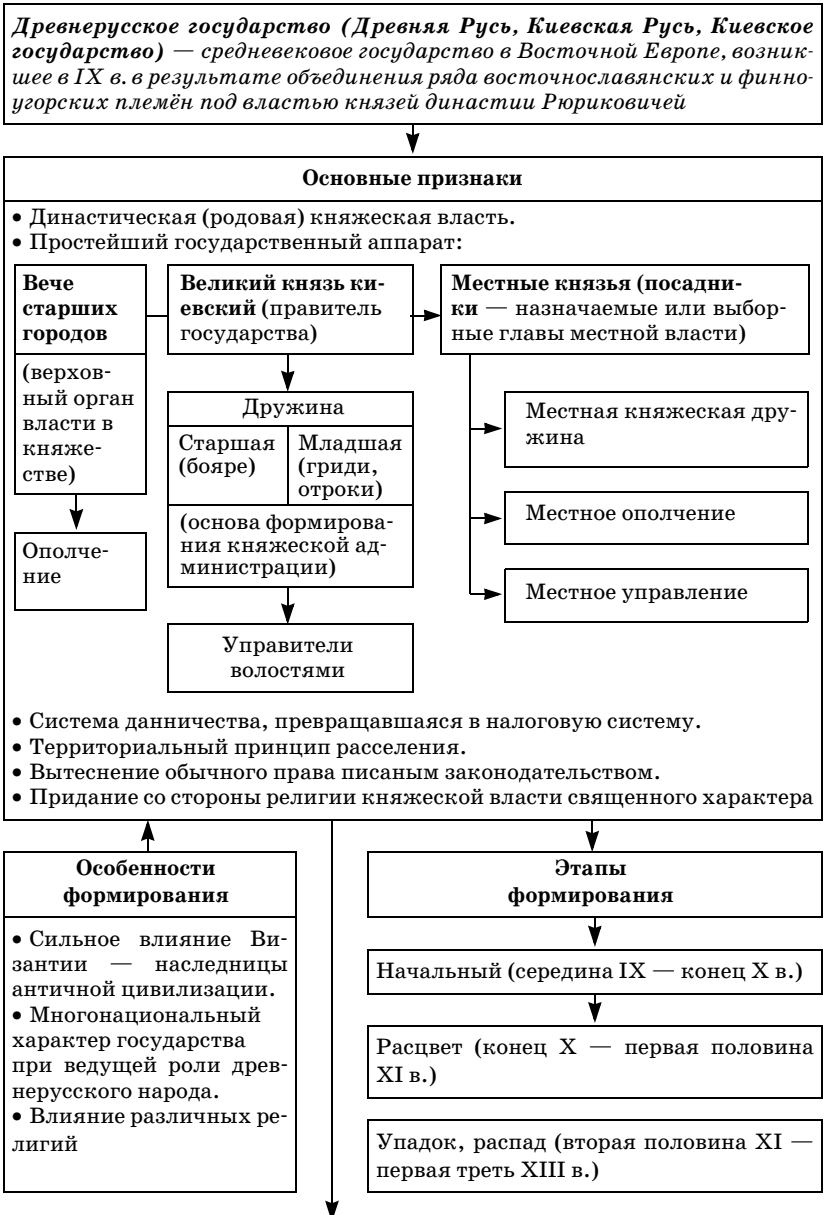 Древнерусское государство (Древняя Русь, Киевская Русь, Киевское
государство) — средневековое государство в Восточной Европе, возник-
шее в IX в. в результате объединения ряда восточнославянских и финно-
угорских племён под властью князей династии Рюриковичей
Основные признаки
• Династическая (родовая) княжеская власть.
• Простейший государственный аппарат:
Вече
старших
городов
(верхов-
ный орган
власти в
княже-
стве)
Ополче-
ние
Великий князь ки-
евский (правитель
государства)
Дружина
Старшая
(бояре)
Младшая
(гриди,
отроки)
(основа формирова-
ния княжеской ад-
министрации)
Управители
волостями
Местные князья (посадни-
ки — назначаемые или выбор-
ные главы местной власти)
Местная княжеская дру-
жина
Местное ополчение
Местное управление
• Система данничества, превращавшаяся в налоговую систему.
• Территориальный принцип расселения.
• Вытеснение обычного права писаным законодательством.
• Придание со стороны религии княжеской власти священного характера
Особенности
формирования
• Сильное влияние Ви-
зантии — наследницы
античной цивилизации.
• Многонациональный
характер государства
при ведущей роли древ-
нерусского народа.
• Влияние различных ре-
лигий
Этапы
формирования
Начальный (середина IX — конец X в.)
Расцвет (конец X — первая половина
XI в.)
Упадок, распад (вторая половина XI —
первая треть XIII в.)